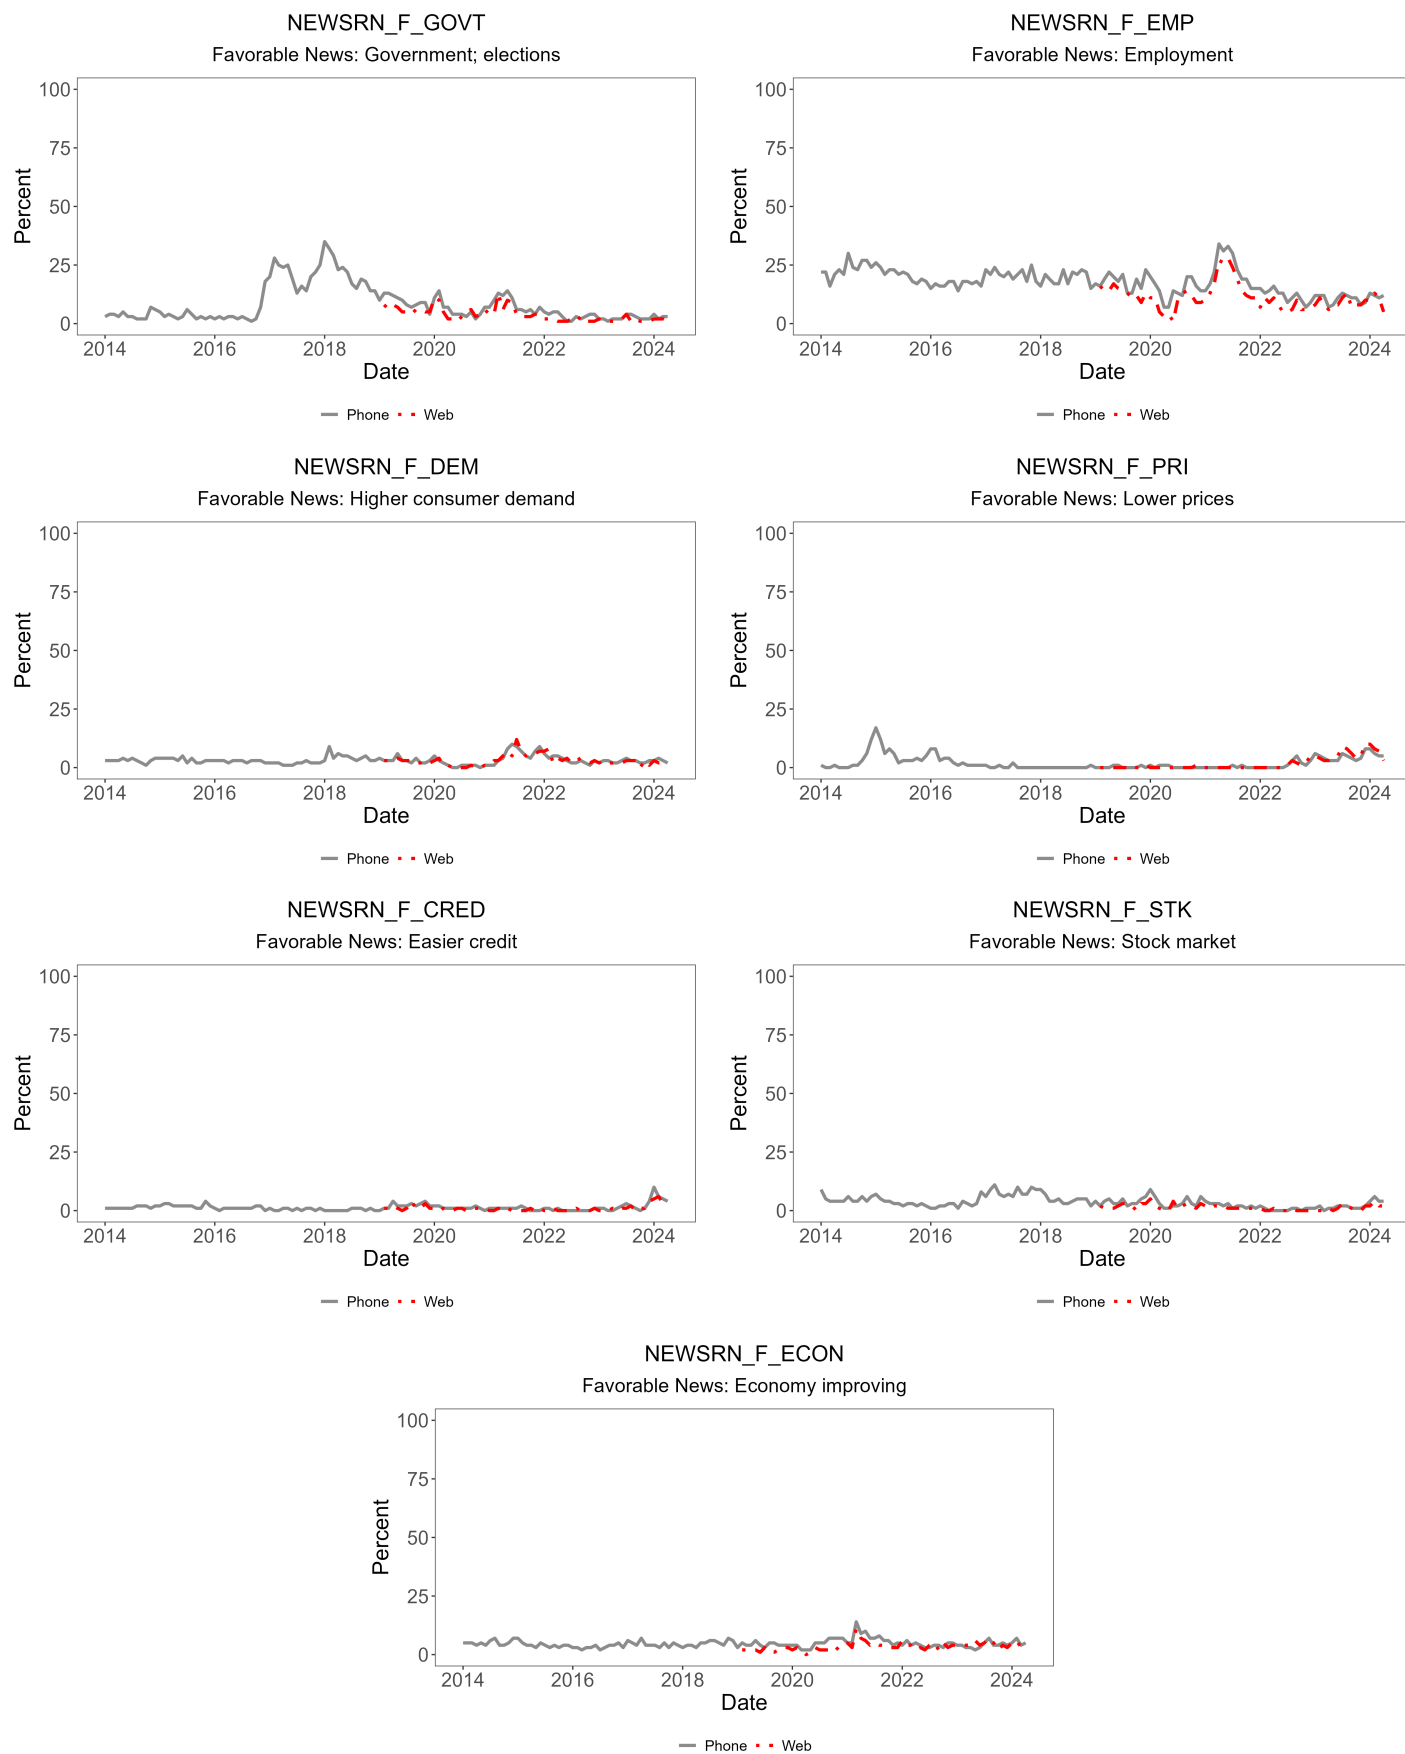 NEWSRN_F_GOVT
Favorable News: Government; elections
100
75
50
25
0
Percent
2014 2016 2018 2020 2022 2024
Date
Phone Web
NEWSRN_F_EMP
Favorable News: Employment
100
75
50
25
0
Percent
2014 2016 2018 2020 2022 2024
Date
Phone Web
NEWSRN_F_DEM
Favorable News: Higher consumer demand
100
75
50
25
0
Percent
2014 2016 2018 2020 2022 2024
Date
Phone Web
NEWSRN_F_PRI
Favorable News: Lower prices
100
75
50
25
0
Percent
2014 2016 2018 2020 2022 2024
Date
Phone Web
NEWSRN_F_CRED
Favorable News: Easier credit
100
75
50
25
0
Percent
2014 2016 2018 2020 2022 2024
Date
Phone Web
NEWSRN_F_STK
Favorable News: Stock market
100
75
50
25
0
Percent
2014 2016 2018 2020 2022 2024
Date
Phone Web
NEWSRN_F_ECON
Favorable News: Economy improving
100
75
50
25
0
Percent
2014 2016 2018 2020 2022 2024
Date
Phone Web